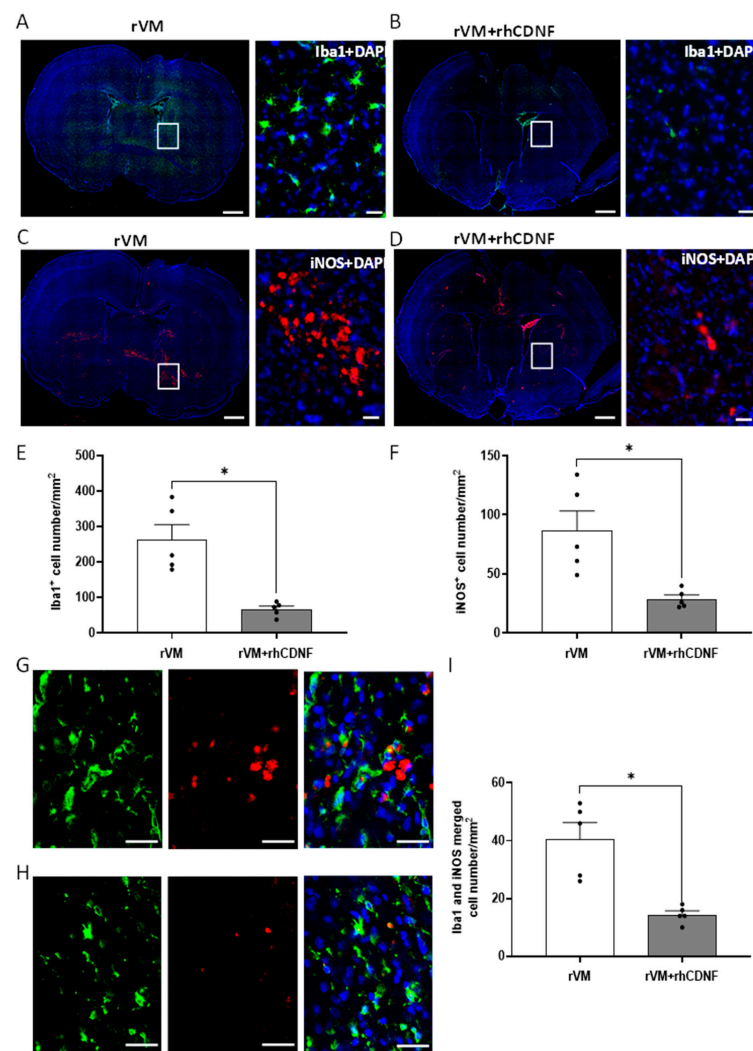 A
rVM
Iba1+DAPI
B
rVM+rhCDNF
Iba1+DAPI
C
rVM
iNOS+DAPI
D
rVM+rhCDNF
iNOS+DAPI
E
Iba1⁺ cell number/mm²
500
400
300
200
100
0
*
rVM
rVM+rhCDNF
F
iNOS⁺ cell number/mm²
150
100
50
0
*
rVM
rVM+rhCDNF
G
H
I
Iba1 and iNOS merged
cell number/mm²
60
40
20
0
*
rVM
rVM+rhCDNF